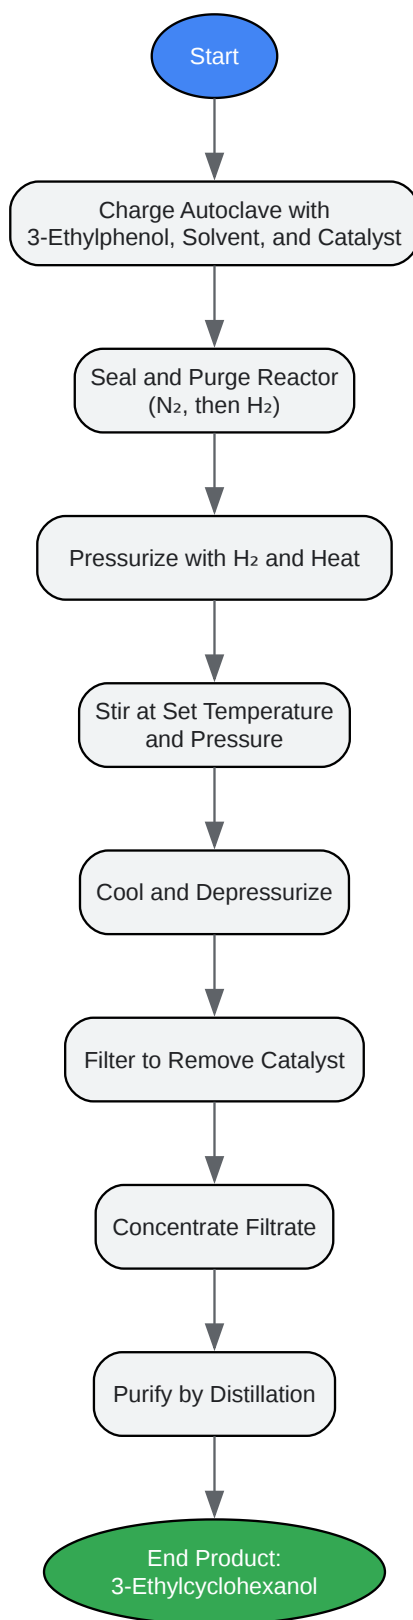 Start
Charge Autoclave with
3-Ethylphenol, Solvent, and Catalyst
Seal and Purge Reactor
(N₂, then H₂)
Pressurize with H₂ and Heat
Stir at Set Temperature
and Pressure
Cool and Depressurize
Filter to Remove Catalyst
Concentrate Filtrate
Purify by Distillation
End Product:
3-Ethylcyclohexanol